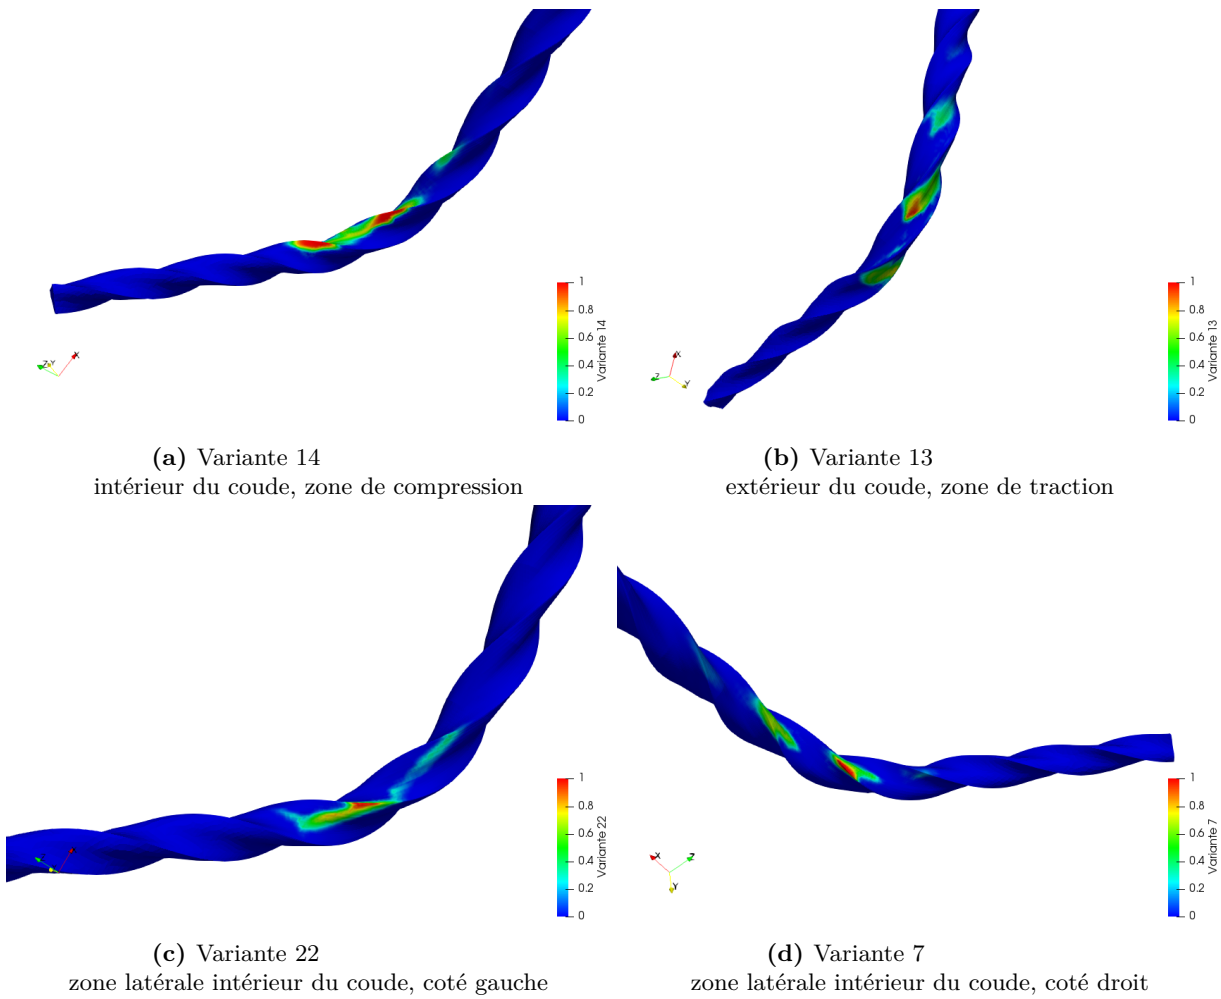 X
Z Y
1
0.8
0.6
0.4
0.2
0
Variante 14
X
Z
Y
1
0.8
0.6
0.4
0.2
0
Variante 13
(a) Variante 14
intérieur du coude, zone de compression
(b) Variante 13
extérieur du coude, zone de traction
1
0.8
0.6
0.4
0.2
0
Variante 22
X
Z
Y
1
0.8
0.6
0.4
0.2
0
Variante 7
(c) Variante 22
zone latérale intérieur du coude, coté gauche
(d) Variante 7
zone latérale intérieur du coude, coté droit